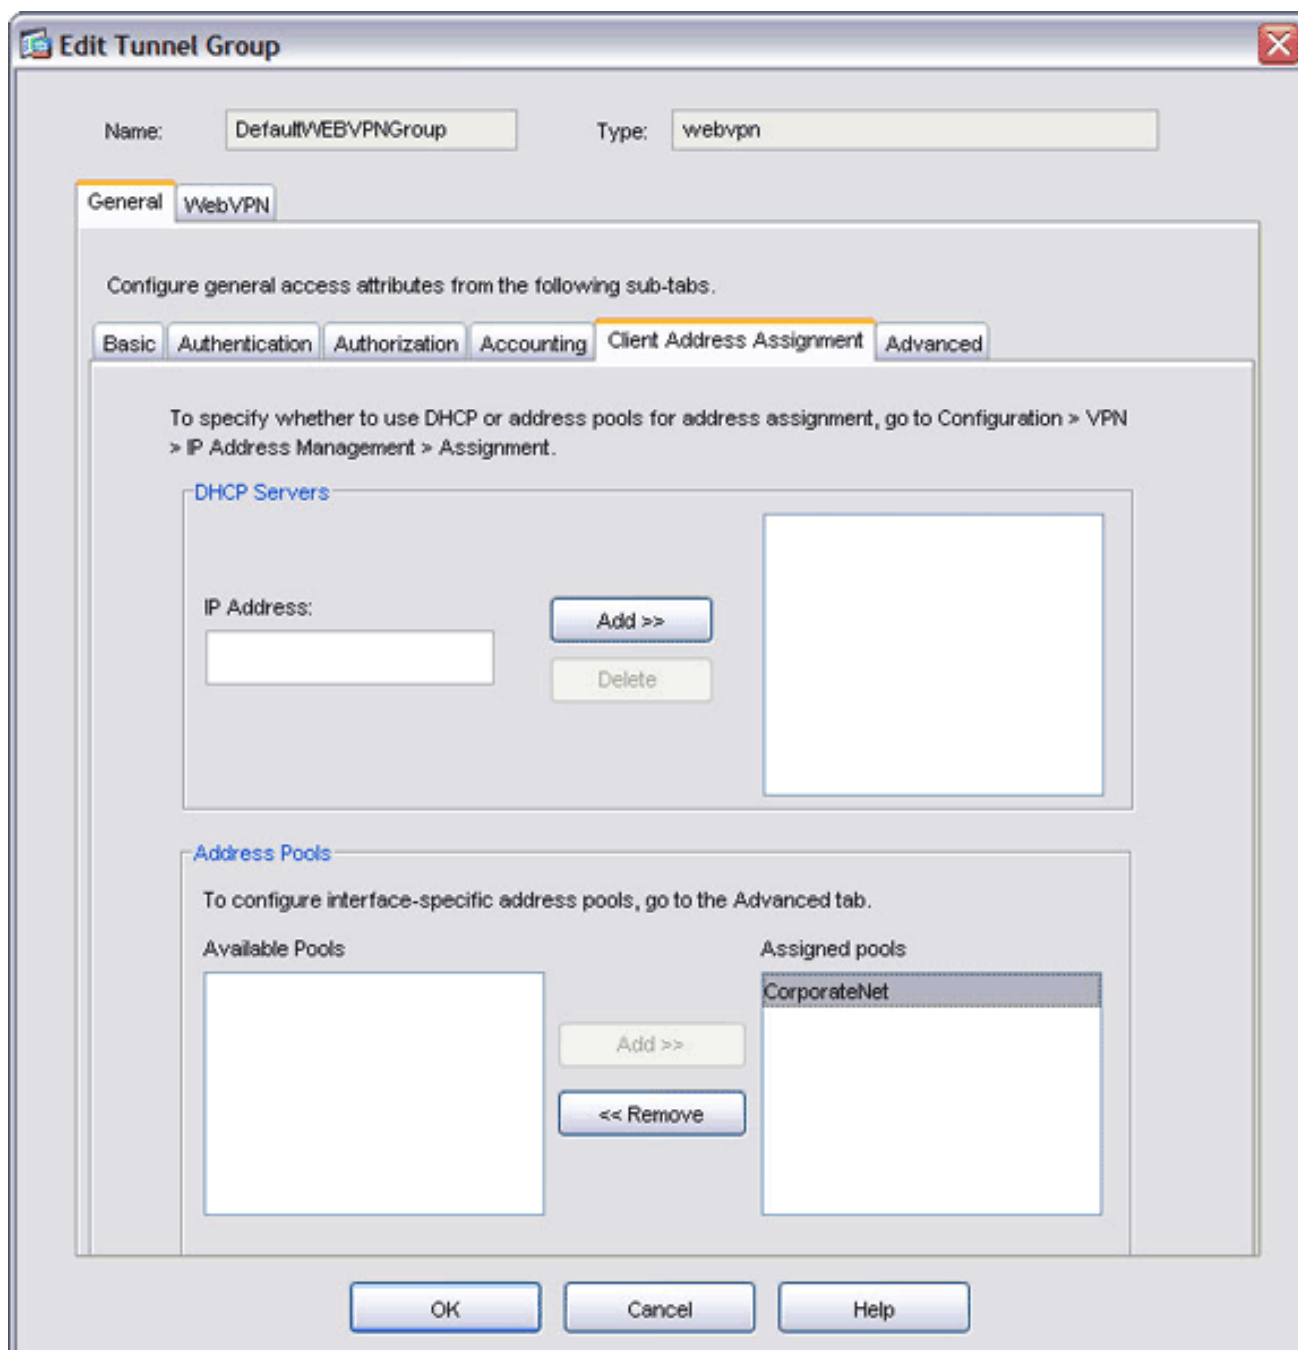 Edit Tunnel Group
Name: DefaultWEBVPNGroup Type: webvpn
General WebVPN
Configure general access attributes from the following sub-tabs.
Basic Authentication Authorization Accounting Client Address Assignment Advanced
To specify whether to use DHCP or address pools for address assignment, go to Configuration > VPN
> IP Address Management > Assignment.
DHCP Servers
IP Address:
Add >>
Delete
Address Pools
To configure interface-specific address pools, go to the Advanced tab.
Available Pools Assigned pools
CorporateNet
Add >>
<< Remove
OK Cancel Help